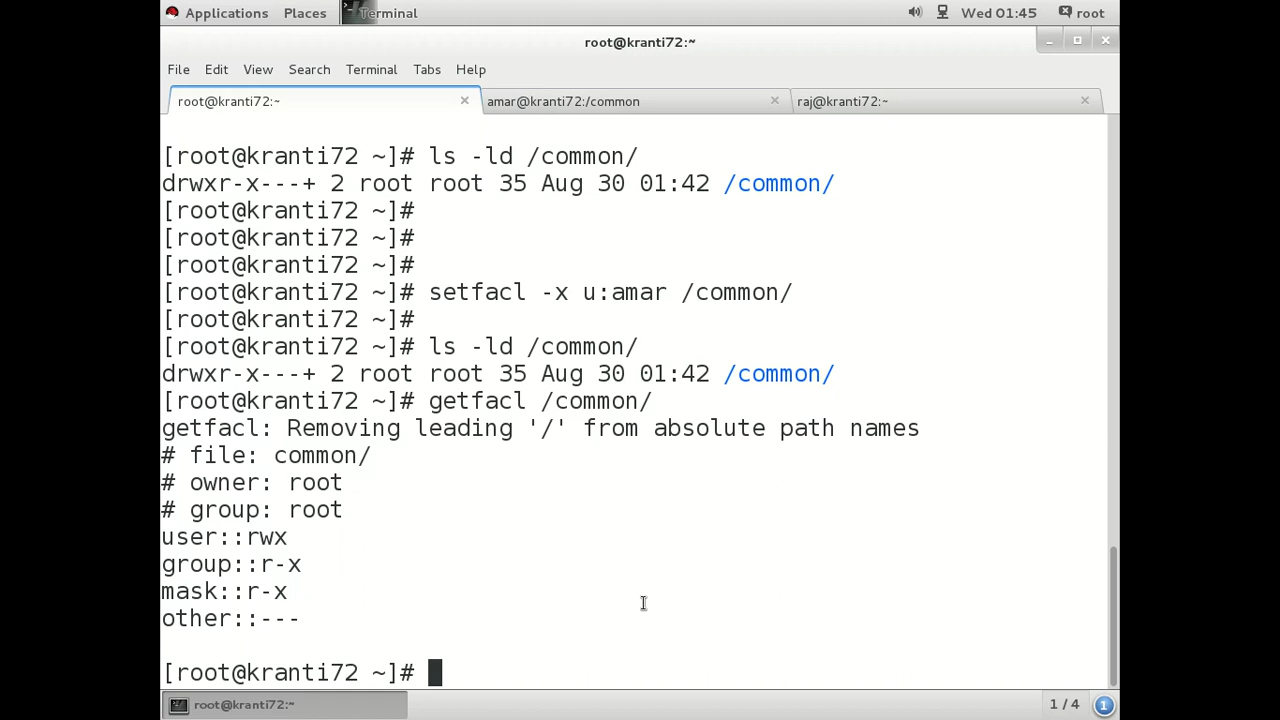 Applications Places Terminal Wed 01:45 root
root@kranti72:~
File Edit View Search Terminal Tabs Help
root@kranti72:~ × amar@kranti72:/common × raj@kranti72:~ ×
[root@kranti72 ~]# ls -ld /common/
drwxr-x---+ 2 root root 35 Aug 30 01:42 /common/
[root@kranti72 ~]#
[root@kranti72 ~]#
[root@kranti72 ~]#
[root@kranti72 ~]# setfacl -x u:amar /common/
[root@kranti72 ~]#
[root@kranti72 ~]# ls -ld /common/
drwxr-x---+ 2 root root 35 Aug 30 01:42 /common/
[root@kranti72 ~]# getfacl /common/
getfacl: Removing leading '/' from absolute path names
# file: common/
# owner: root
# group: root
user::rwx
group::r-x
mask::r-x
other::---
[root@kranti72 ~]#
root@kranti72:~ 1 / 4 1